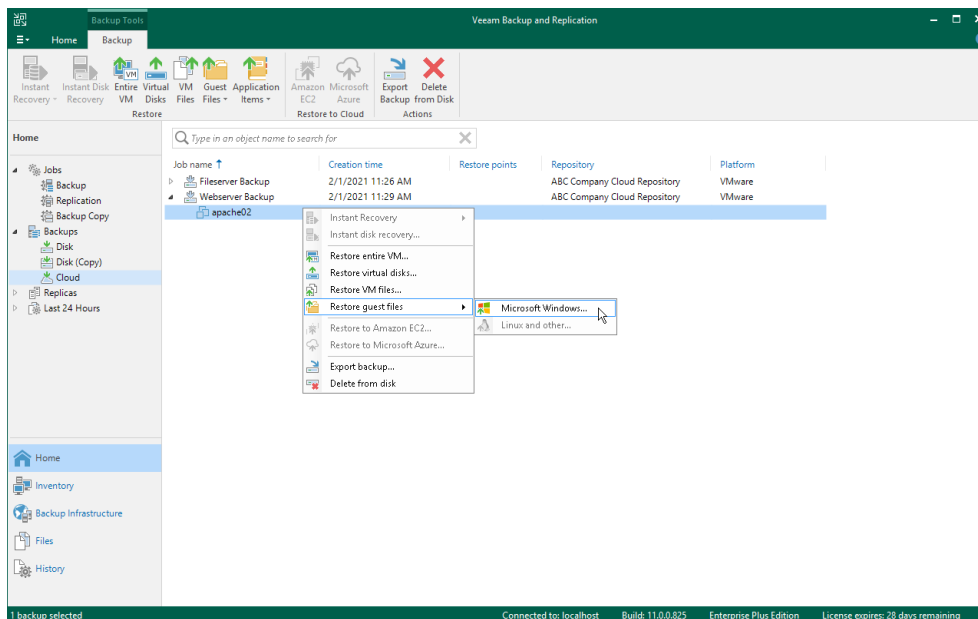 Backup Tools
Veeam Backup and Replication
Home Backup
Instant Recovery
Instant Disk Recovery
Entire VM
Virtual Disks
VM Files
Guest Files
Application Items
Amazon EC2
Microsoft Azure
Export Backup
Delete from Disk
Restore
Restore to Cloud
Actions
Home
Jobs
Backup
Replication
Backup Copy
Backups
Disk
Disk (Copy)
Cloud
Replicas
Last 24 Hours
Home
Inventory
Backup Infrastructure
Files
History
Type in an object name to search for
Job name Creation time Restore points Repository Platform
Fileserver Backup 2/1/2021 11:26 AM ABC Company Cloud Repository VMware
Webserver Backup 2/1/2021 11:29 AM ABC Company Cloud Repository VMware
apache02
Instant Recovery
Instant disk recovery...
Restore entire VM...
Restore virtual disks...
Restore VM files...
Restore guest files
Restore to Amazon EC2...
Restore to Microsoft Azure...
Export backup...
Delete from disk
Microsoft Windows...
Linux and other...
1 backup selected Connected to: localhost Build: 11.0.0.825 Enterprise Plus Edition License expires: 28 days remaining